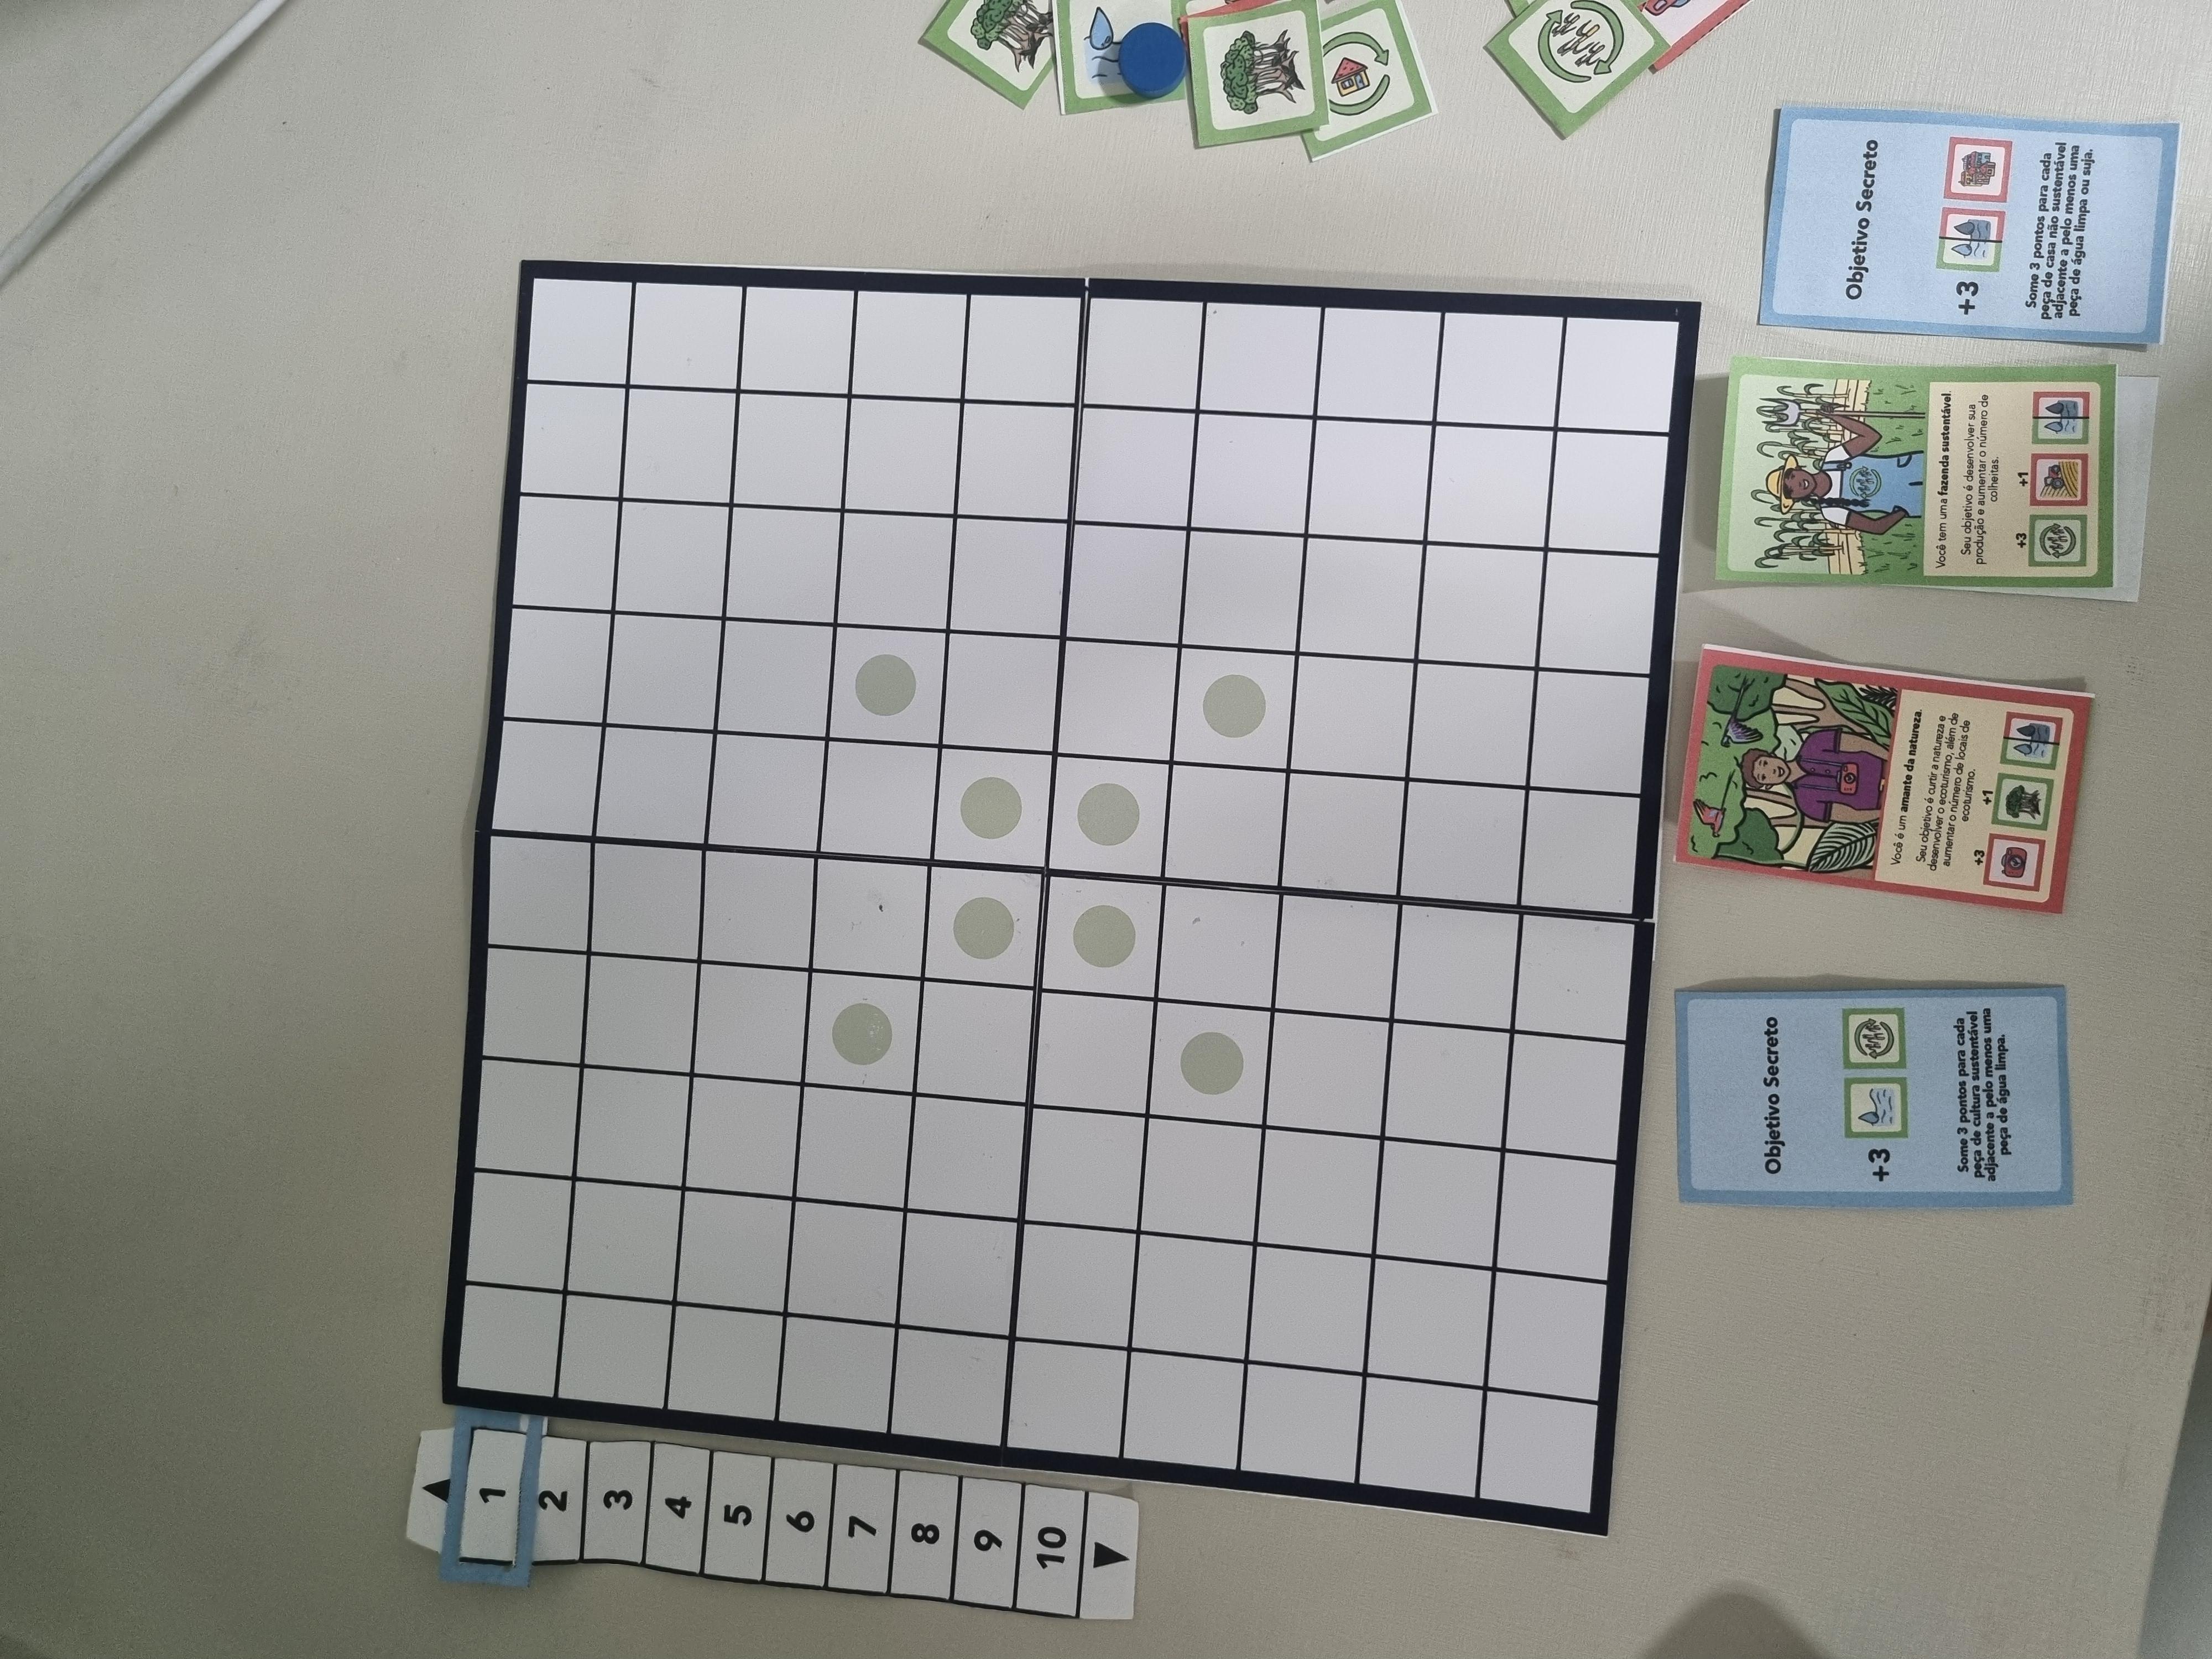 Objetivo Secreto
+3
Some 3 pontos para cada
peça de casa não sustentável
adjacente a pelo menos uma
peça de água limpa ou suja.
Você tem uma fazenda sustentável.
Seu objetivo é desenvolver sua
produção e aumentar o número de
colheitas.
+3
+1
Você é um amante da natureza.
Seu objetivo é curtir a natureza e
desenvolver o ecoturismo, além de
aumentar o número de locais de
ecoturismo.
+3
+1
Objetivo Secreto
+3
Some 3 pontos para cada
peça de cultura sustentável
adjacente a pelo menos uma
peça de água limpa.
1
2
3
4
5
6
7
8
9
10